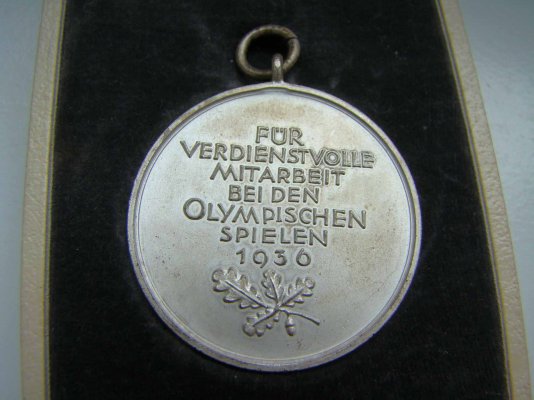 FÜR
VERDIENSTVOLLE
MITARBEIT
BEI DEN
OLYMPISCHEN
SPIELEN
1936